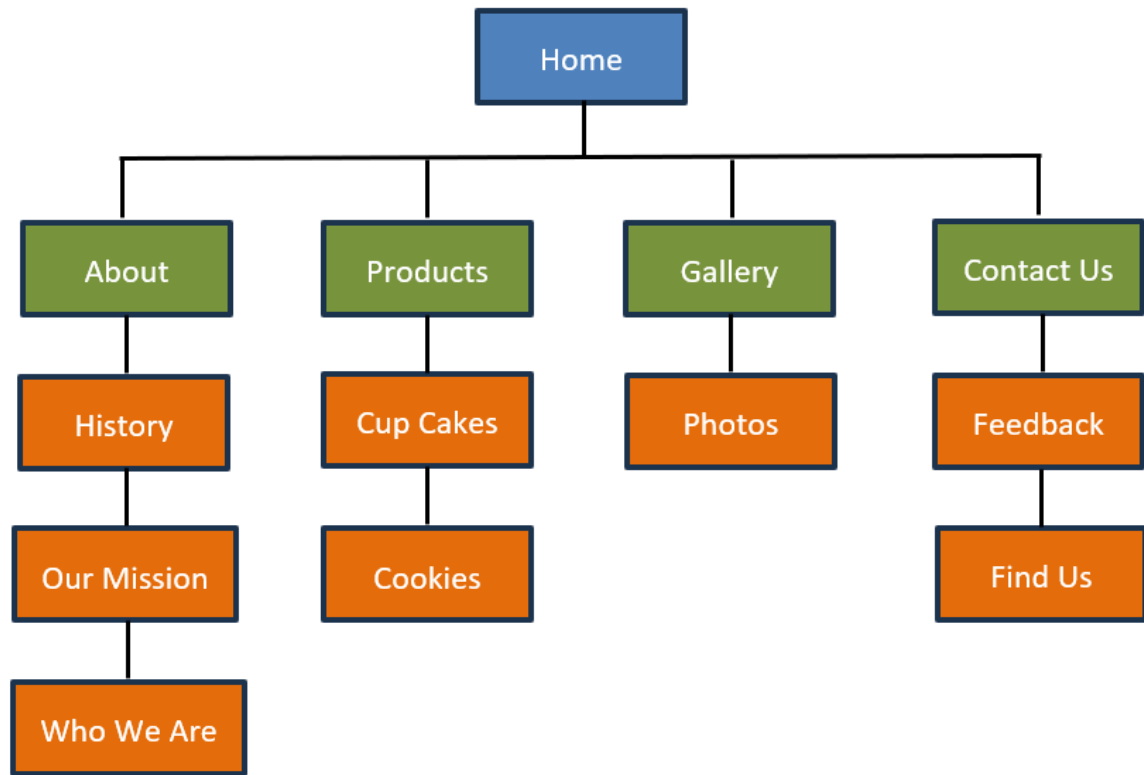 Home
About
Products
Gallery
Contact Us
History
Cup Cakes
Photos
Feedback
Our Mission
Cookies
Find Us
Who We Are